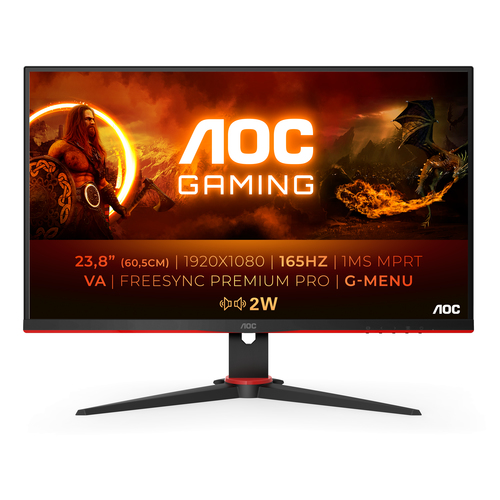 AOC
GAMING
23,8" (60,5CM) | 1920X1080 | 165HZ | 1MS MPRT
VA | FREESYNC PREMIUM PRO | G-MENU
2W
AOC
AOC